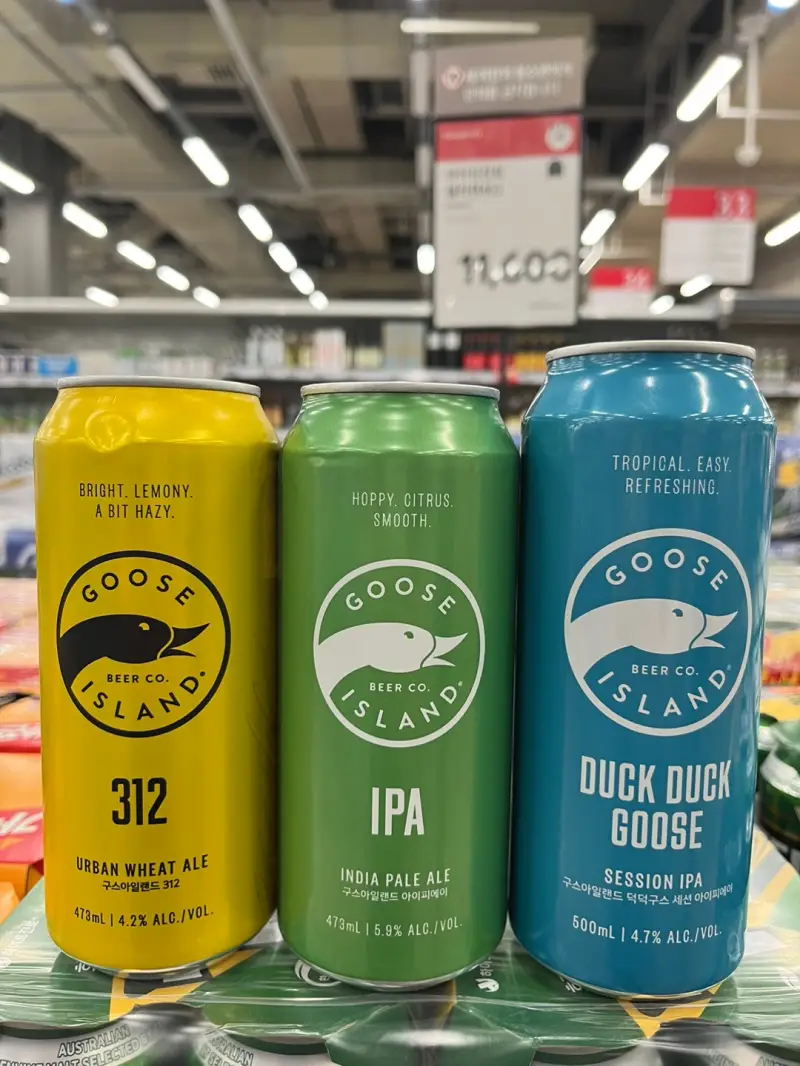 11,600
BRIGHT. LEMONY.
A BIT HAZY.
GOOSE
BEER CO.
ISLAND®
312
URBAN WHEAT ALE
구스아일랜드 312
473mL | 4.2% ALC./VOL.
HOPPY. CITRUS.
SMOOTH.
GOOSE
BEER CO.
ISLAND®
IPA
INDIA PALE ALE
구스아일랜드 아이피에이
473mL | 5.9% ALC./VOL.
TROPICAL. EASY.
REFRESHING.
GOOSE
BEER CO.
ISLAND®
DUCK DUCK
GOOSE
SESSION IPA
구스아일랜드 덕덕구스 세션 아이피에이
500mL | 4.7% ALC./VOL.
AUSTRALIAN
AUSTRALIAN